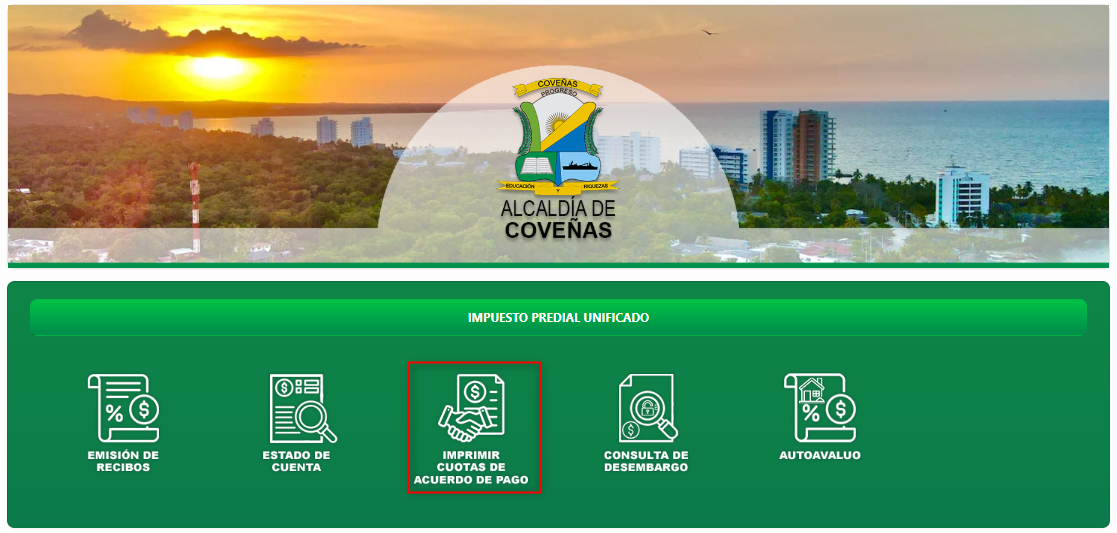 COVEÑAS
PROGRESO
EDUCACIÓN Y RIQUEZAS
ALCALDÍA DE
COVEÑAS
IMPUESTO PREDIAL UNIFICADO
EMISIÓN DE
RECIBOS
ESTADO DE
CUENTA
IMPRIMIR
CUOTAS DE
ACUERDO DE PAGO
CONSULTA DE
DESEMBARGO
AUTOAVALUO